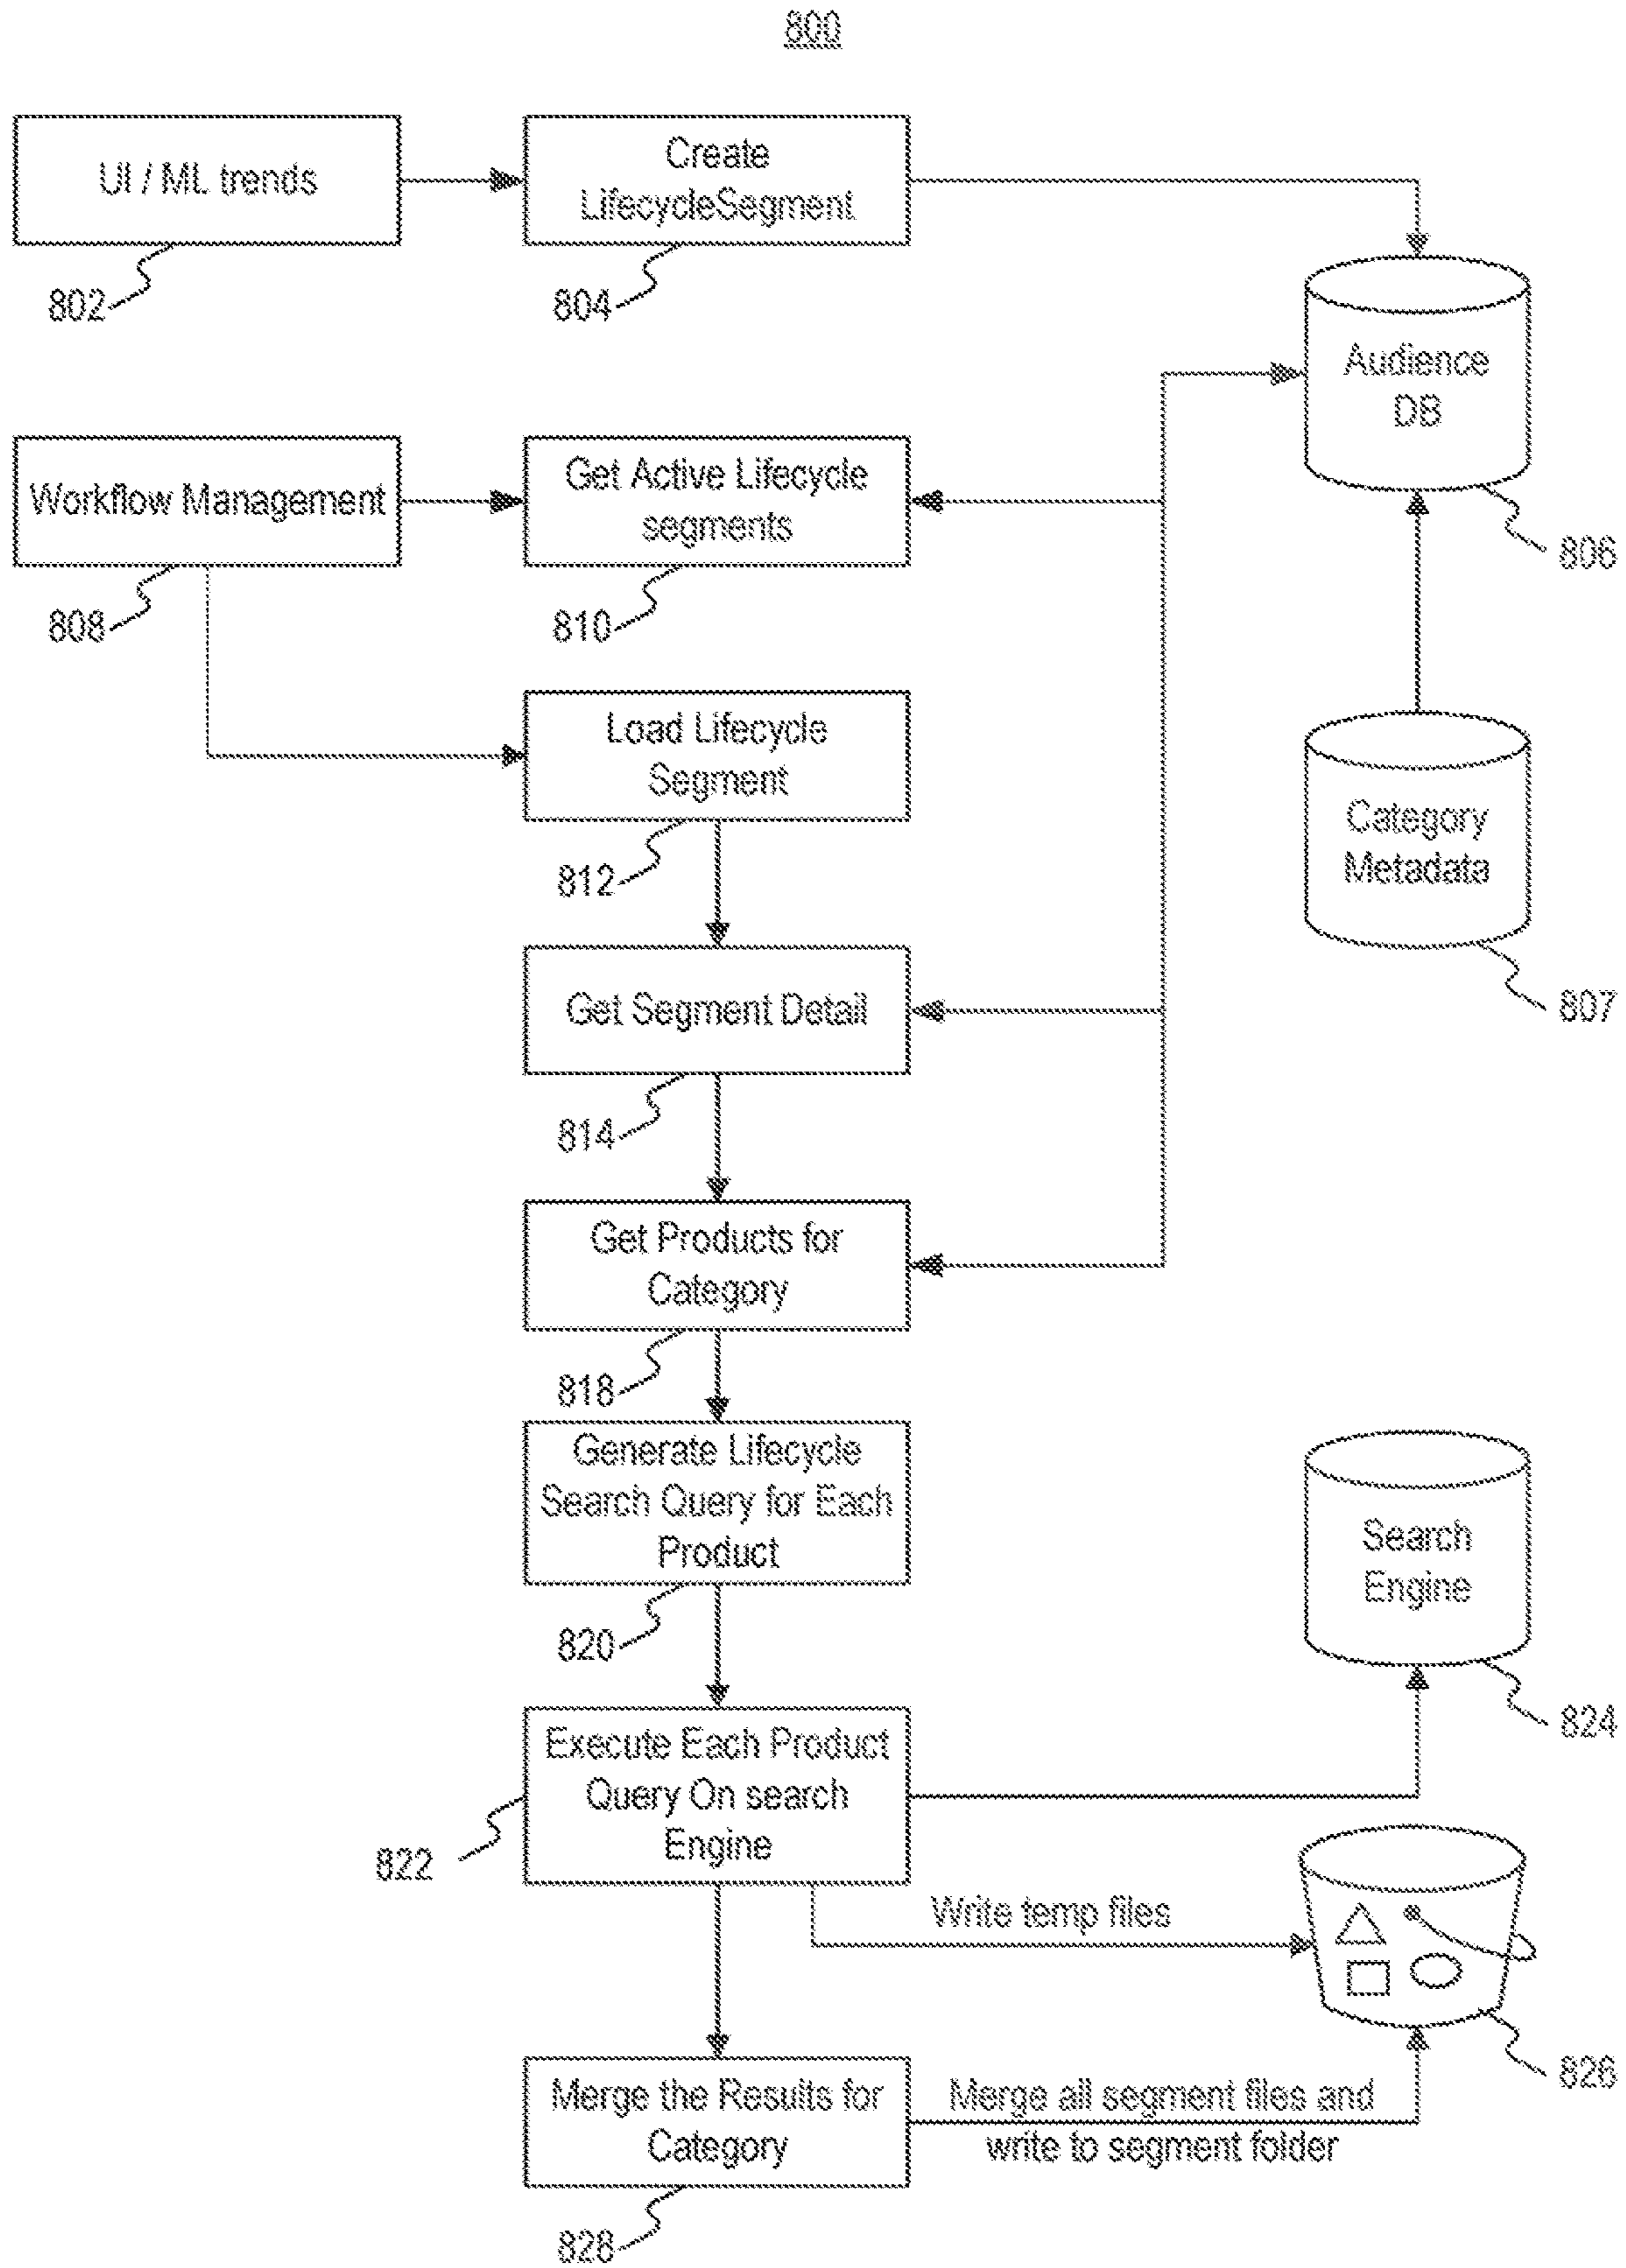 800
UI / ML trends
Create
LifecycleSegment
802
804
Audience
DB
806
Workflow Management
Get Active Lifecycle
segments
808
810
Load Lifecycle
Segment
812
Category
Metadata
807
Get Segment Detail
814
Get Products for
Category
818
Generate Lifecycle
Search Query for Each
Product
820
Search
Engine
824
Execute Each Product
Query On search
Engine
822
Write temp files
826
Merge the Results for
Category
Merge all segment files and
write to segment folder
828